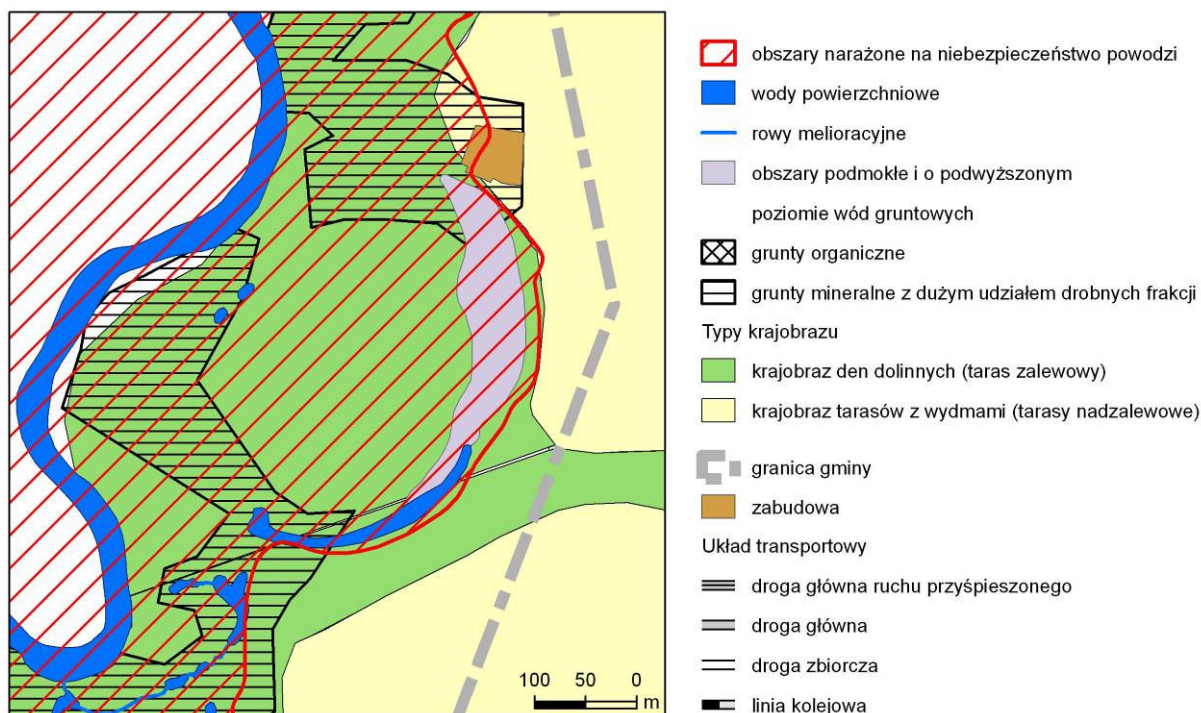 obszary narażone na niebezpieczeństwo powodzi
wody powierzchniowe
rowy melioracyjne
obszary podmokłe i o podwyższonym
poziomie wód gruntowych
grunty organiczne
grunty mineralne z dużym udziałem drobnych frakcji
Typy krajobrazu
krajobraz den dolinnych (taras zalewowy)
krajobraz tarasów z wydmami (tarasy nadzalewowe)
granica gminy
zabudowa
Układ transportowy
droga główna ruchu przyśpieszonego
droga główna
droga zbiorcza
linia kolejowa
100 50 0
m